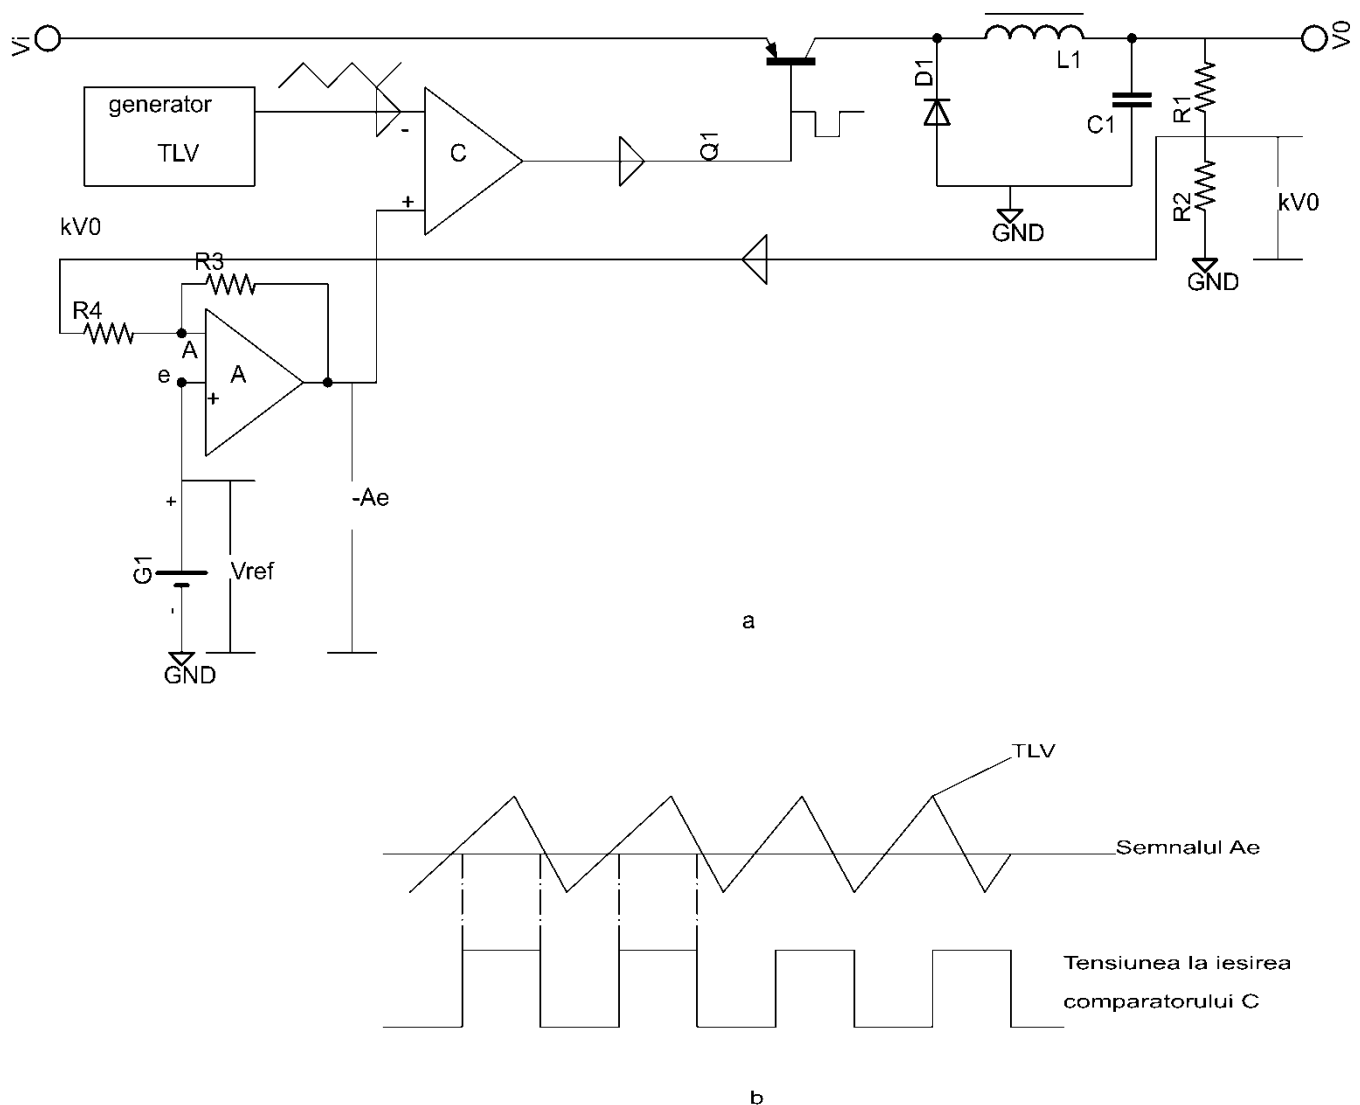 Vi
V0
generator
TLV
-
+
C
Q1
D1
L1
C1
R1
R2
kV0
GND
GND
kV0
R3
R4
A
e
A
+
-Ae
+
G1
-
Vref
GND
a
TLV
Semnalul Ae
Tensiunea la iesirea
comparatorului C
b